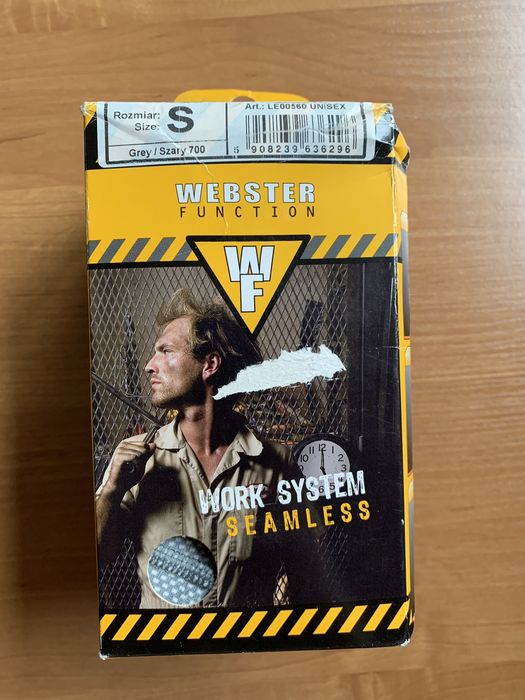 Rozmiar: S Art.: LE00560 UNISEX
Size:
Grey / Szary 700 5 908239 636296
WEBSTER
FUNCTION
WF
WORK SYSTEM
SEAMLESS